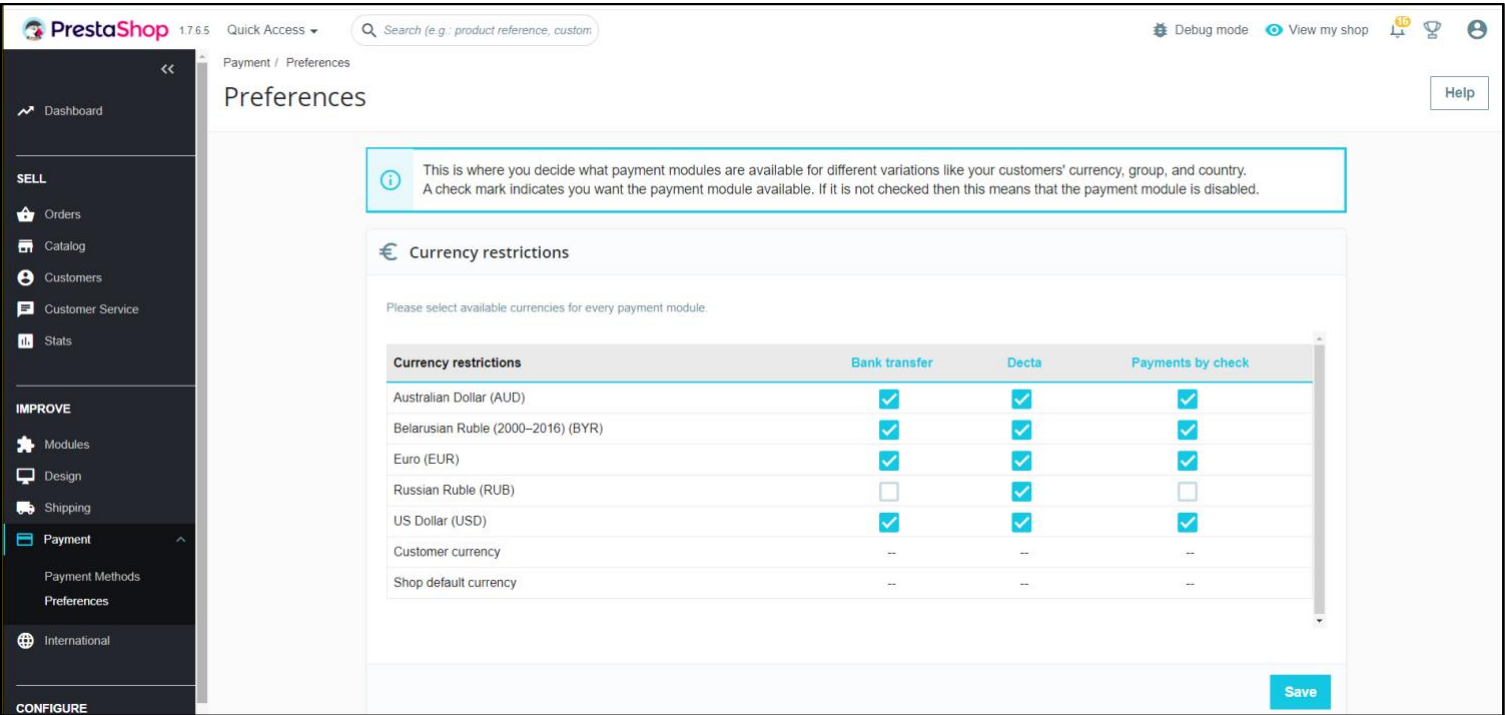 PrestaShop 1.7.6.5 Quick Access Search (e.g.: product reference, custom Debug mode View my shop 16
Payment / Preferences
Preferences
Help
Dashboard
SELL
Orders
Catalog
Customers
Customer Service
Stats
IMPROVE
Modules
Design
Shipping
Payment
Payment Methods
Preferences
International
CONFIGURE
This is where you decide what payment modules are available for different variations like your customers' currency, group, and country.
A check mark indicates you want the payment module available. If it is not checked then this means that the payment module is disabled.
€ Currency restrictions
Please select available currencies for every payment module.
Currency restrictions Bank transfer Decta Payments by check
Australian Dollar (AUD)
Belarusian Ruble (2000–2016) (BYR)
Euro (EUR)
Russian Ruble (RUB)
US Dollar (USD)
Customer currency -- -- --
Shop default currency -- -- --
Save